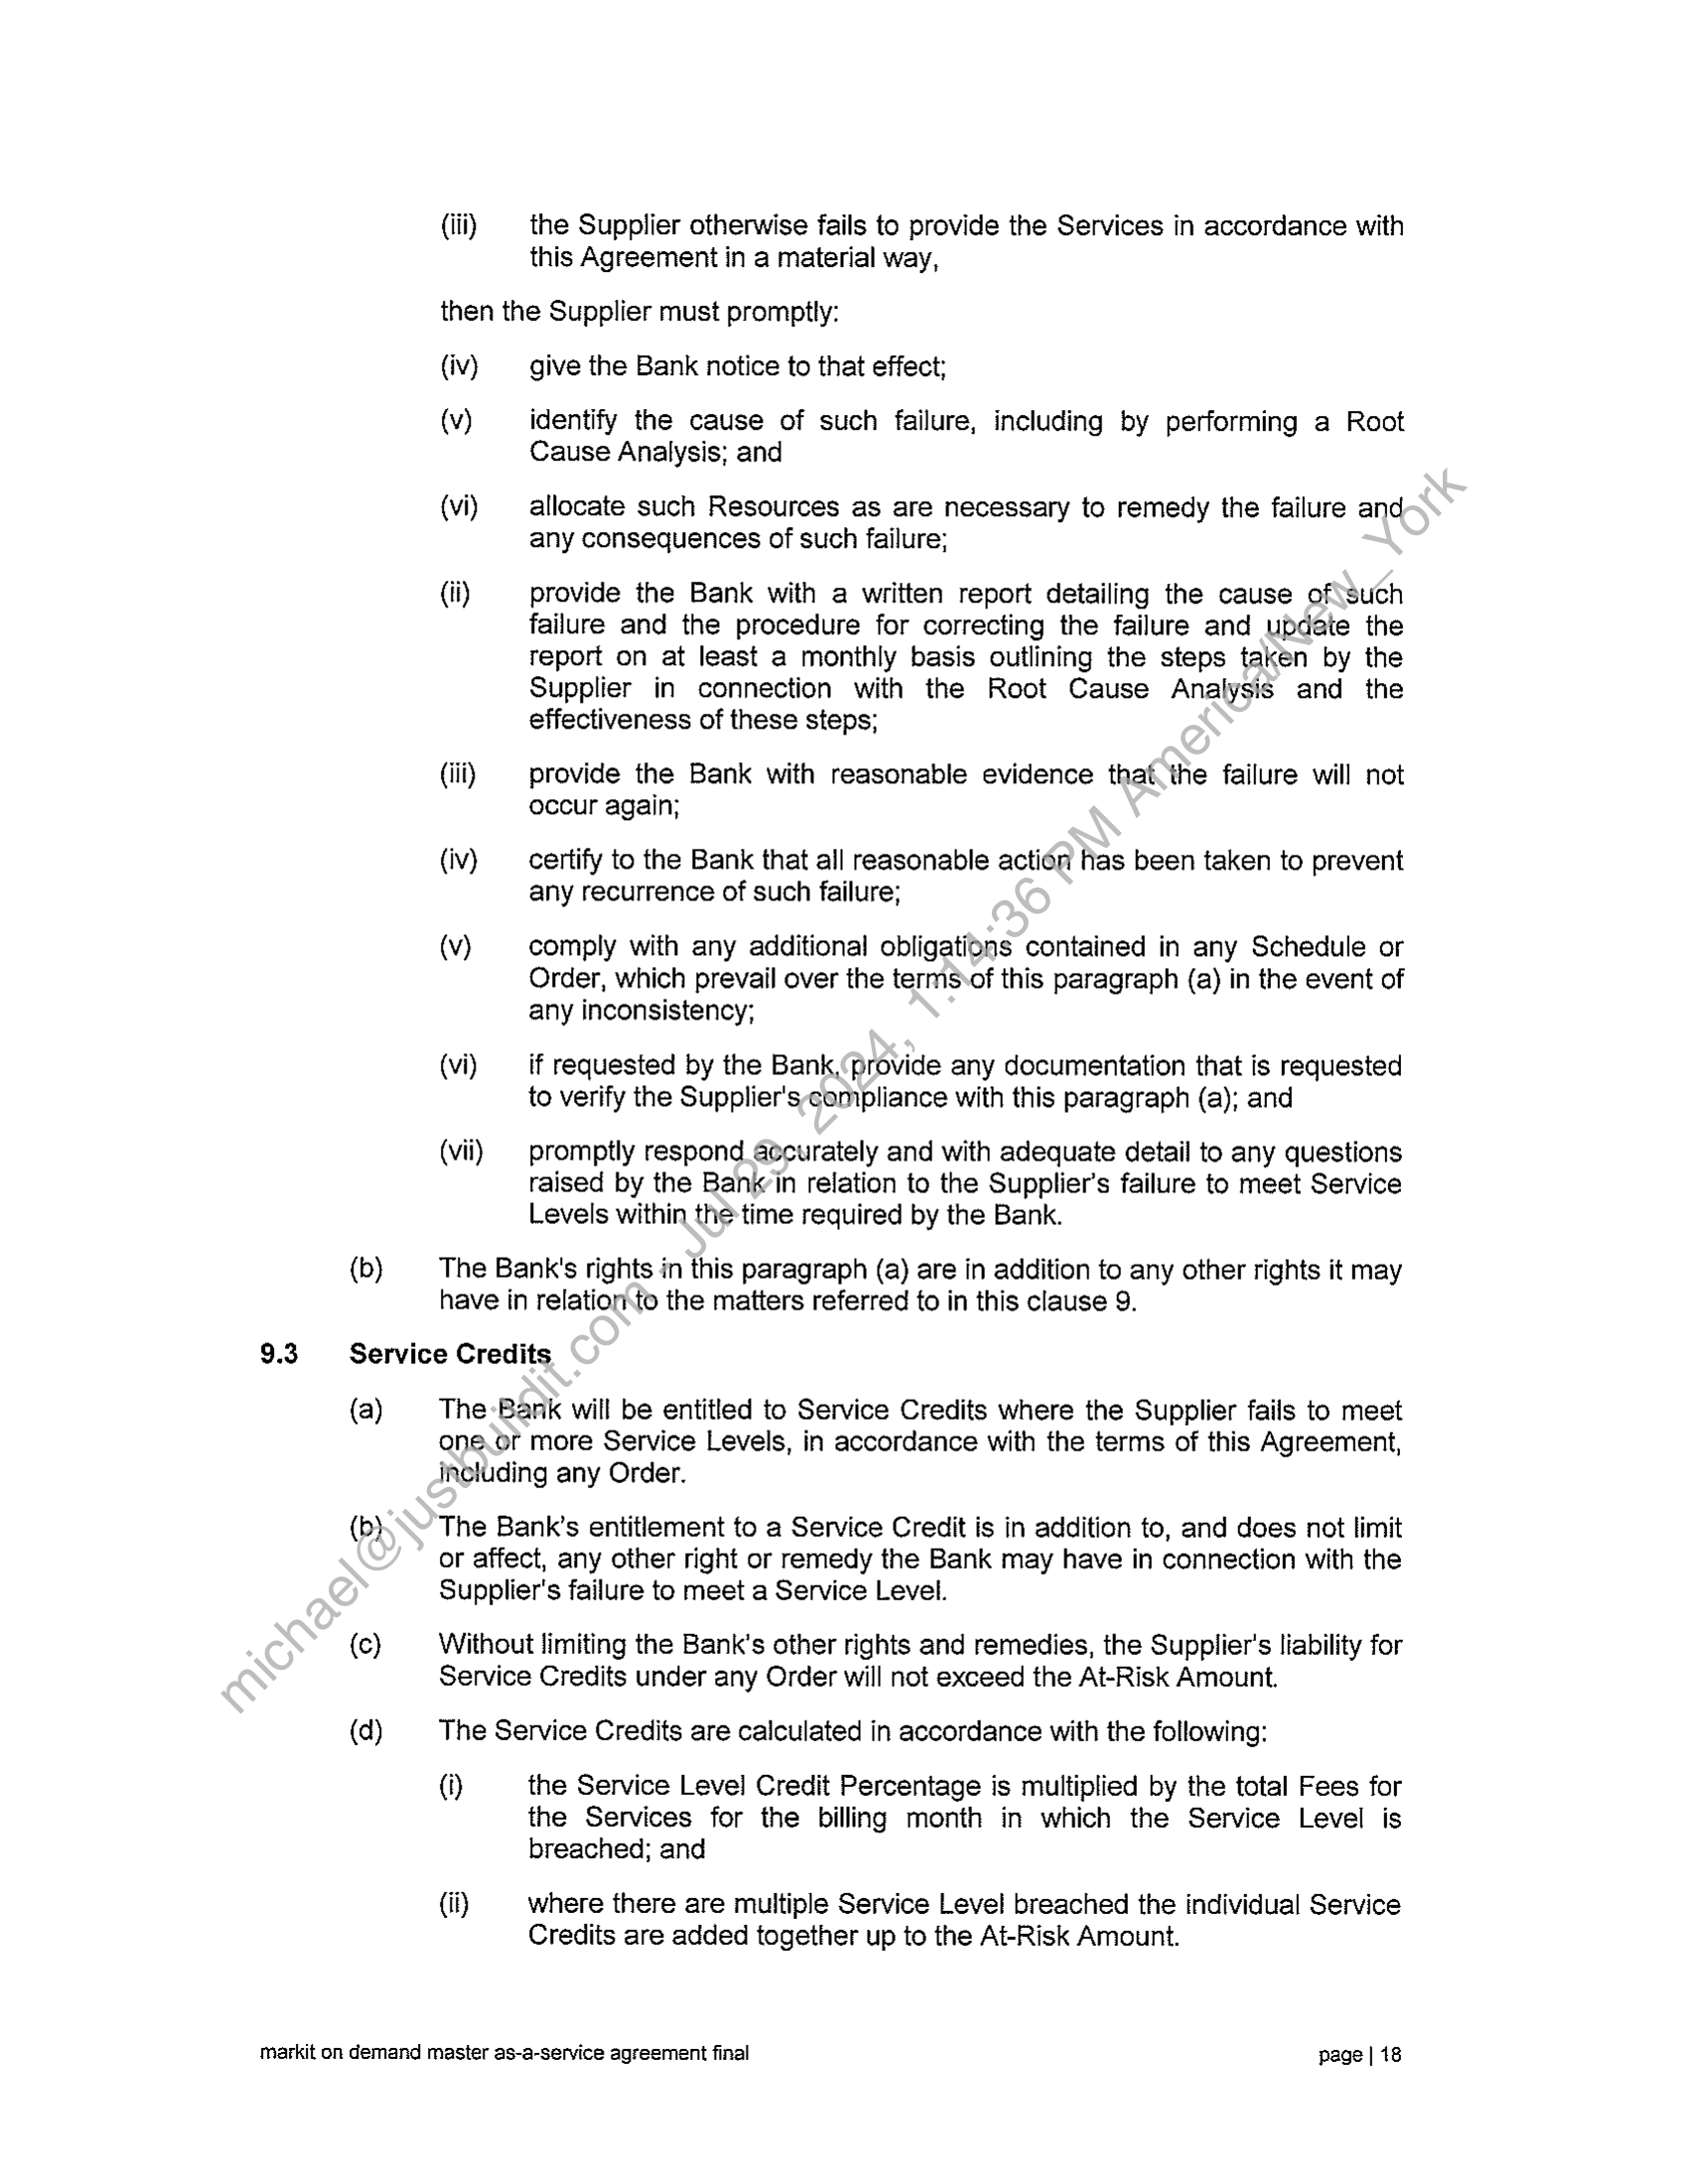 (iii) the Supplier otherwise fails to provide the Services in accordance with
this Agreement in a material way,
then the Supplier must promptly:
(iv) give the Bank notice to that effect;
(v) identify the cause of such failure, including by performing a Root
Cause Analysis; and
(vi) allocate such Resources as are necessary to remedy the failure and
any consequences of such failure;
(ii) provide the Bank with a written report detailing the cause of such
failure and the procedure for correcting the failure and update the
report on at least a monthly basis outlining the steps taken by the
Supplier in connection with the Root Cause Analysis and the
effectiveness of these steps;
(iii) provide the Bank with reasonable evidence that the failure will not
occur again;
(iv) certify to the Bank that all reasonable action has been taken to prevent
any recurrence of such failure;
(v) comply with any additional obligations contained in any Schedule or
Order, which prevail over the terms of this paragraph (a) in the event of
any inconsistency;
(vi) if requested by the Bank, provide any documentation that is requested
to verify the Supplier's compliance with this paragraph (a); and
(vii) promptly respond accurately and with adequate detail to any questions
raised by the Bank in relation to the Supplier's failure to meet Service
Levels within the time required by the Bank.
(b) The Bank's rights in this paragraph (a) are in addition to any other rights it may
have in relation to the matters referred to in this clause 9.
9.3 Service Credits
(a) The Bank will be entitled to Service Credits where the Supplier fails to meet
one or more Service Levels, in accordance with the terms of this Agreement,
including any Order.
(b) The Bank's entitlement to a Service Credit is in addition to, and does not limit
or affect, any other right or remedy the Bank may have in connection with the
Supplier's failure to meet a Service Level.
(c) Without limiting the Bank's other rights and remedies, the Supplier's liability for
Service Credits under any Order will not exceed the At-Risk Amount.
(d) The Service Credits are calculated in accordance with the following:
(i) the Service Level Credit Percentage is multiplied by the total Fees for
the Services for the billing month in which the Service Level is
breached; and
(ii) where there are multiple Service Level breached the individual Service
Credits are added together up to the At-Risk Amount.
markit on demand master as-a-service agreement final page | 18
michael@justbuildit.com - Jul 29, 2024, 1:14:36 PM America/New_York